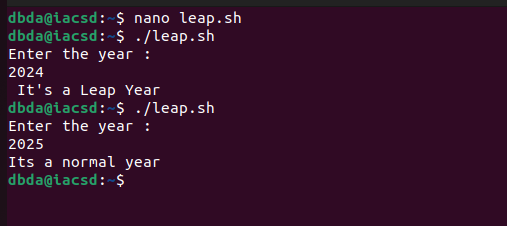 dbda@iacsd:~$ nano leap.sh
dbda@iacsd:~$ ./leap.sh
Enter the year :
2024
 It's a Leap Year
dbda@iacsd:~$ ./leap.sh
Enter the year :
2025
Its a normal year
dbda@iacsd:~$